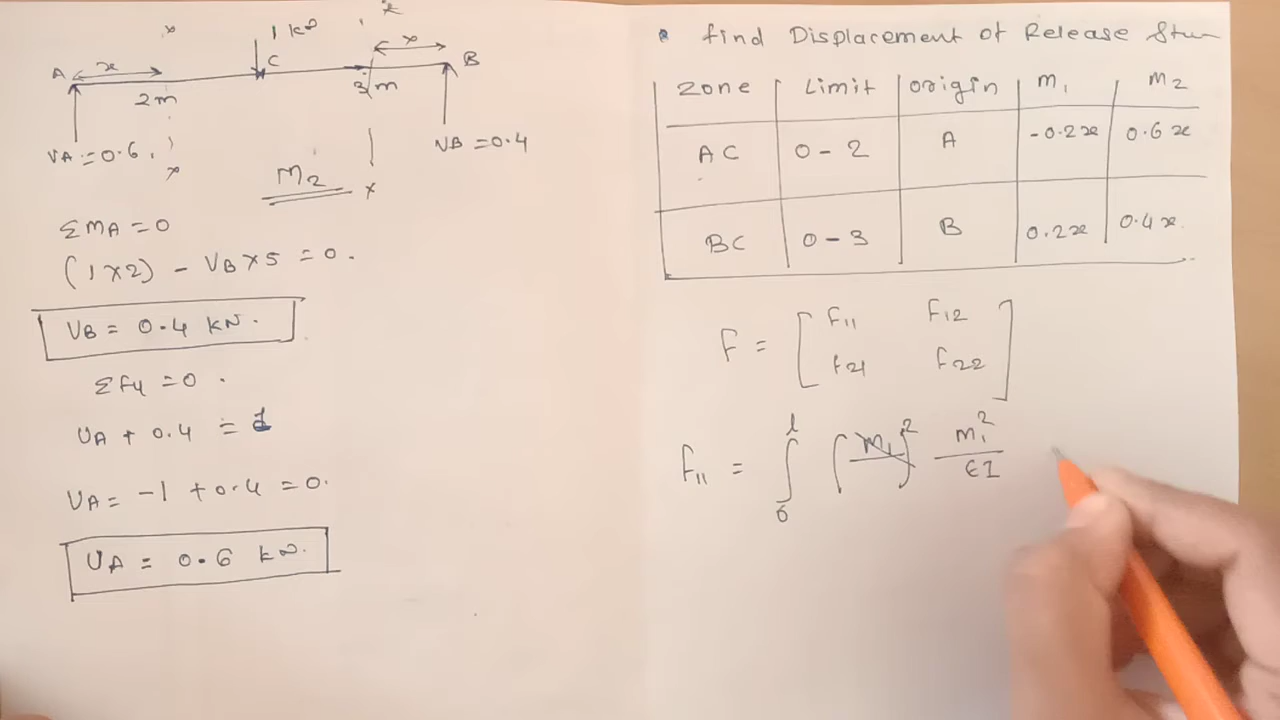 1 kN
x
A
x
C
x
B
2m
3m
VA = 0.6
VB = 0.4
M2
ΣMA = 0
(1×2) - VB×5 = 0.
VB = 0.4 kN.
Σfy = 0.
VA + 0.4 = 1
VA = -1 + 0.4 = 0.
VA = 0.6 kN.
find Displacement of Release Stru
Zone Limit origin m1 M2
AC 0 - 2 A -0.2x 0.6x
BC 0 - 3 B 0.2x 0.4x
F = [ F11 F12
F21 F22 ]
F11 = ∫0^l m1² / EI